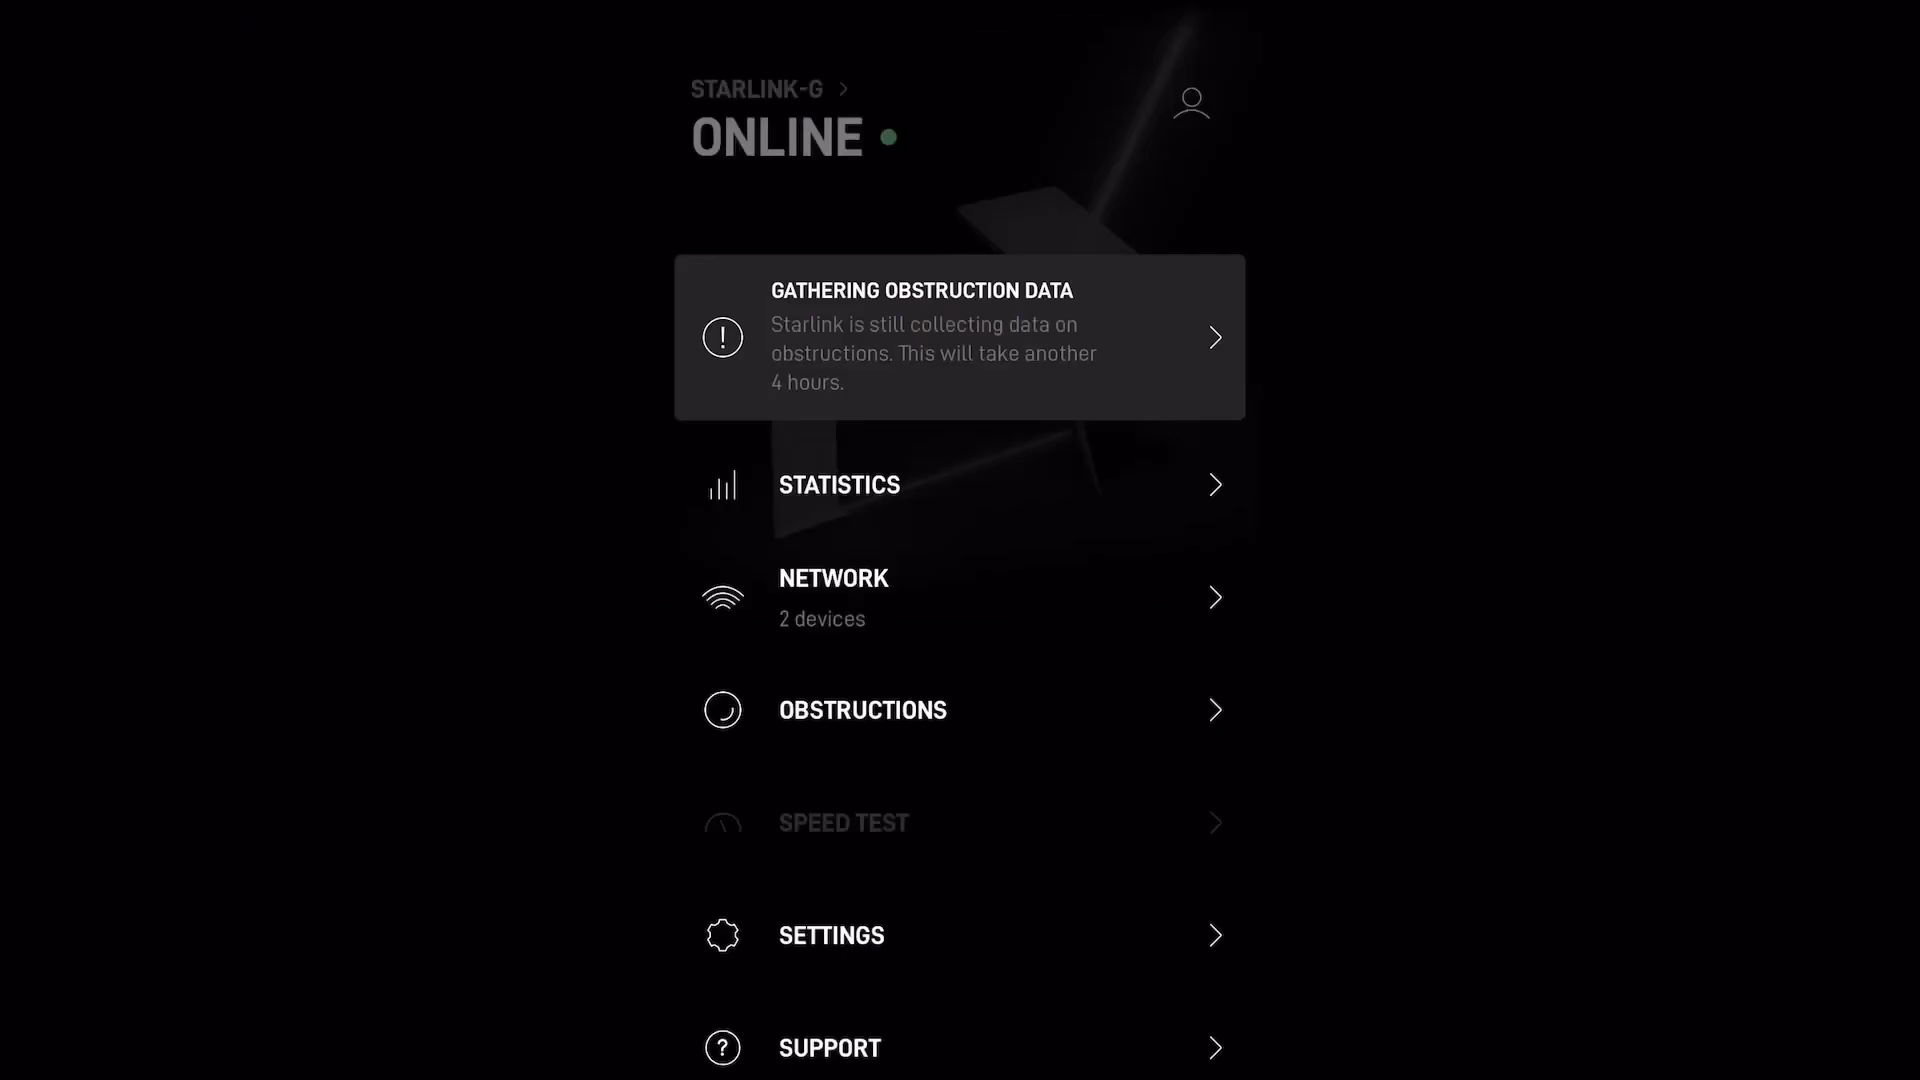 STARLINK-G
ONLINE
GATHERING OBSTRUCTION DATA
Starlink is still collecting data on
obstructions. This will take another
4 hours.
STATISTICS
NETWORK
2 devices
OBSTRUCTIONS
SPEED TEST
SETTINGS
SUPPORT